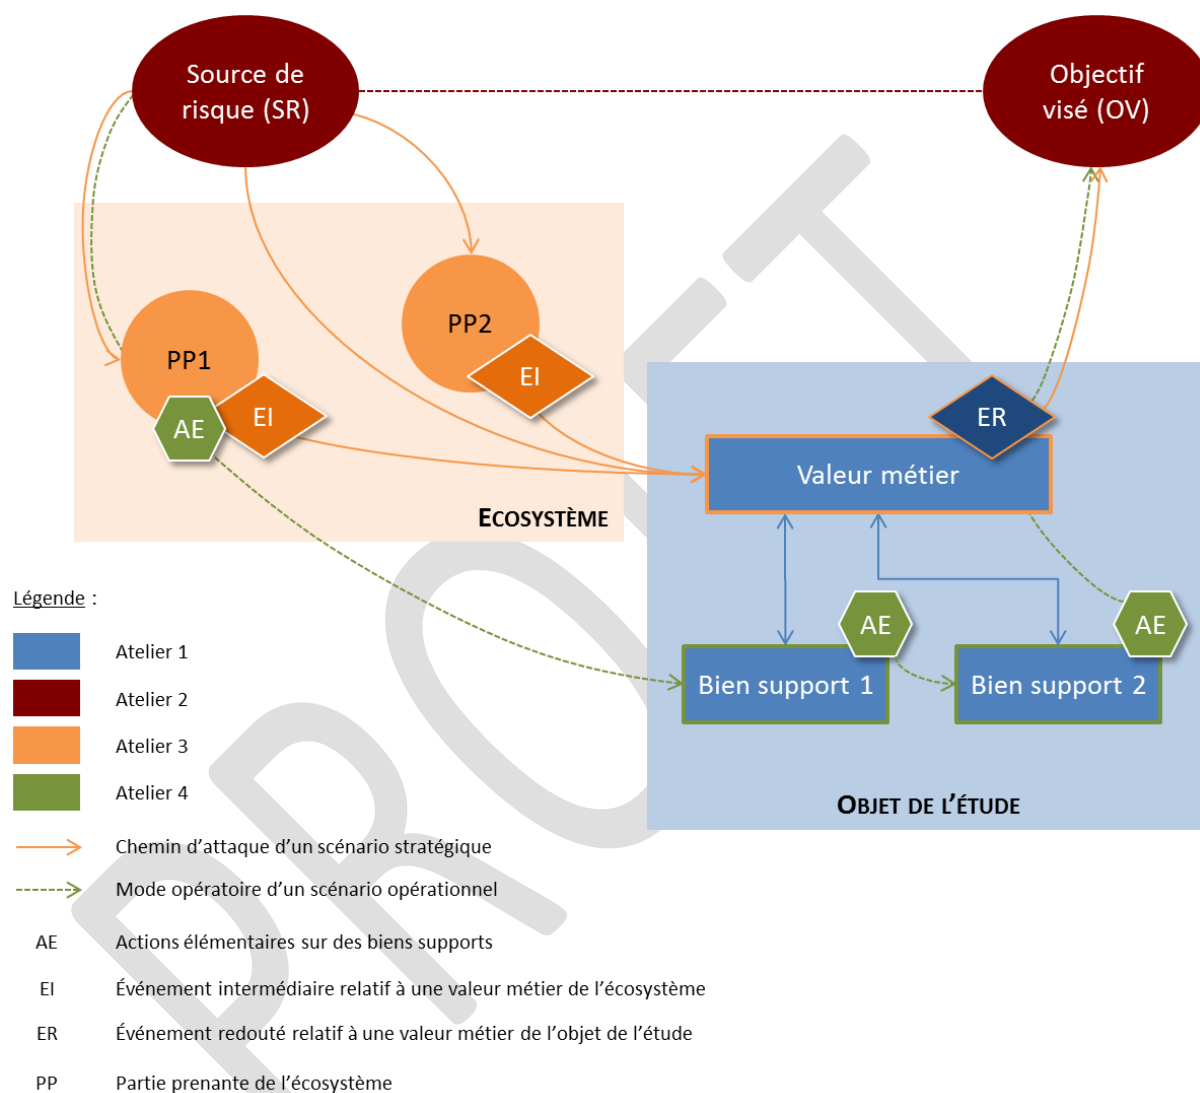 Source de
risque (SR)
Objectif
visé (OV)
PP2
PP1
EI
EI
AE
ER
Valeur métier
ECOSYSTÈME
AE
AE
Bien support 1
Bien support 2
OBJET DE L’ÉTUDE
Légende :
Atelier 1
Atelier 2
Atelier 3
Atelier 4
Chemin d’attaque d’un scénario stratégique
Mode opératoire d’un scénario opérationnel
AE Actions élémentaires sur des biens supports
EI Événement intermédiaire relatif à une valeur métier de l’écosystème
ER Événement redouté relatif à une valeur métier de l’objet de l’étude
PP Partie prenante de l’écosystème